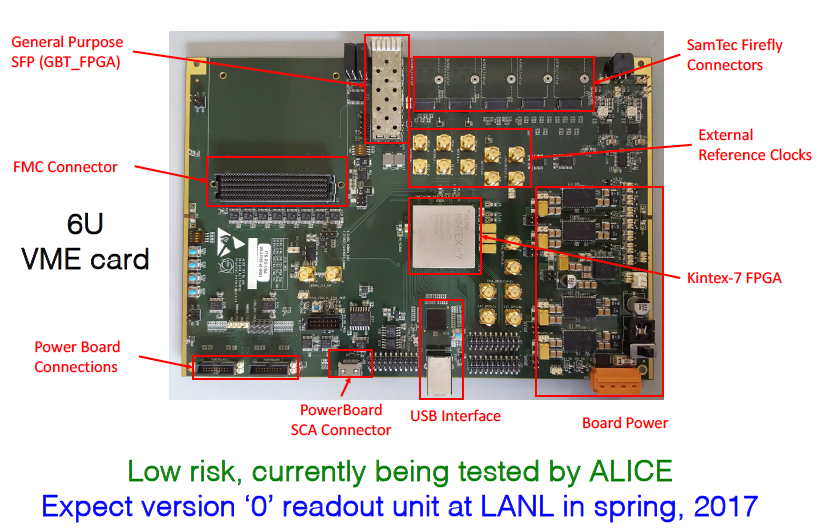 General Purpose
SFP (GBT_FPGA)
SamTec Firefly
Connectors
FMC Connector
External
Reference Clocks
6U
VME card
KINTEX-7
Kintex-7 FPGA
Power Board
Connections
PowerBoard
SCA Connector
USB Interface
Board Power
Low risk, currently being tested by ALICE
Expect version ‘0’ readout unit at LANL in spring, 2017